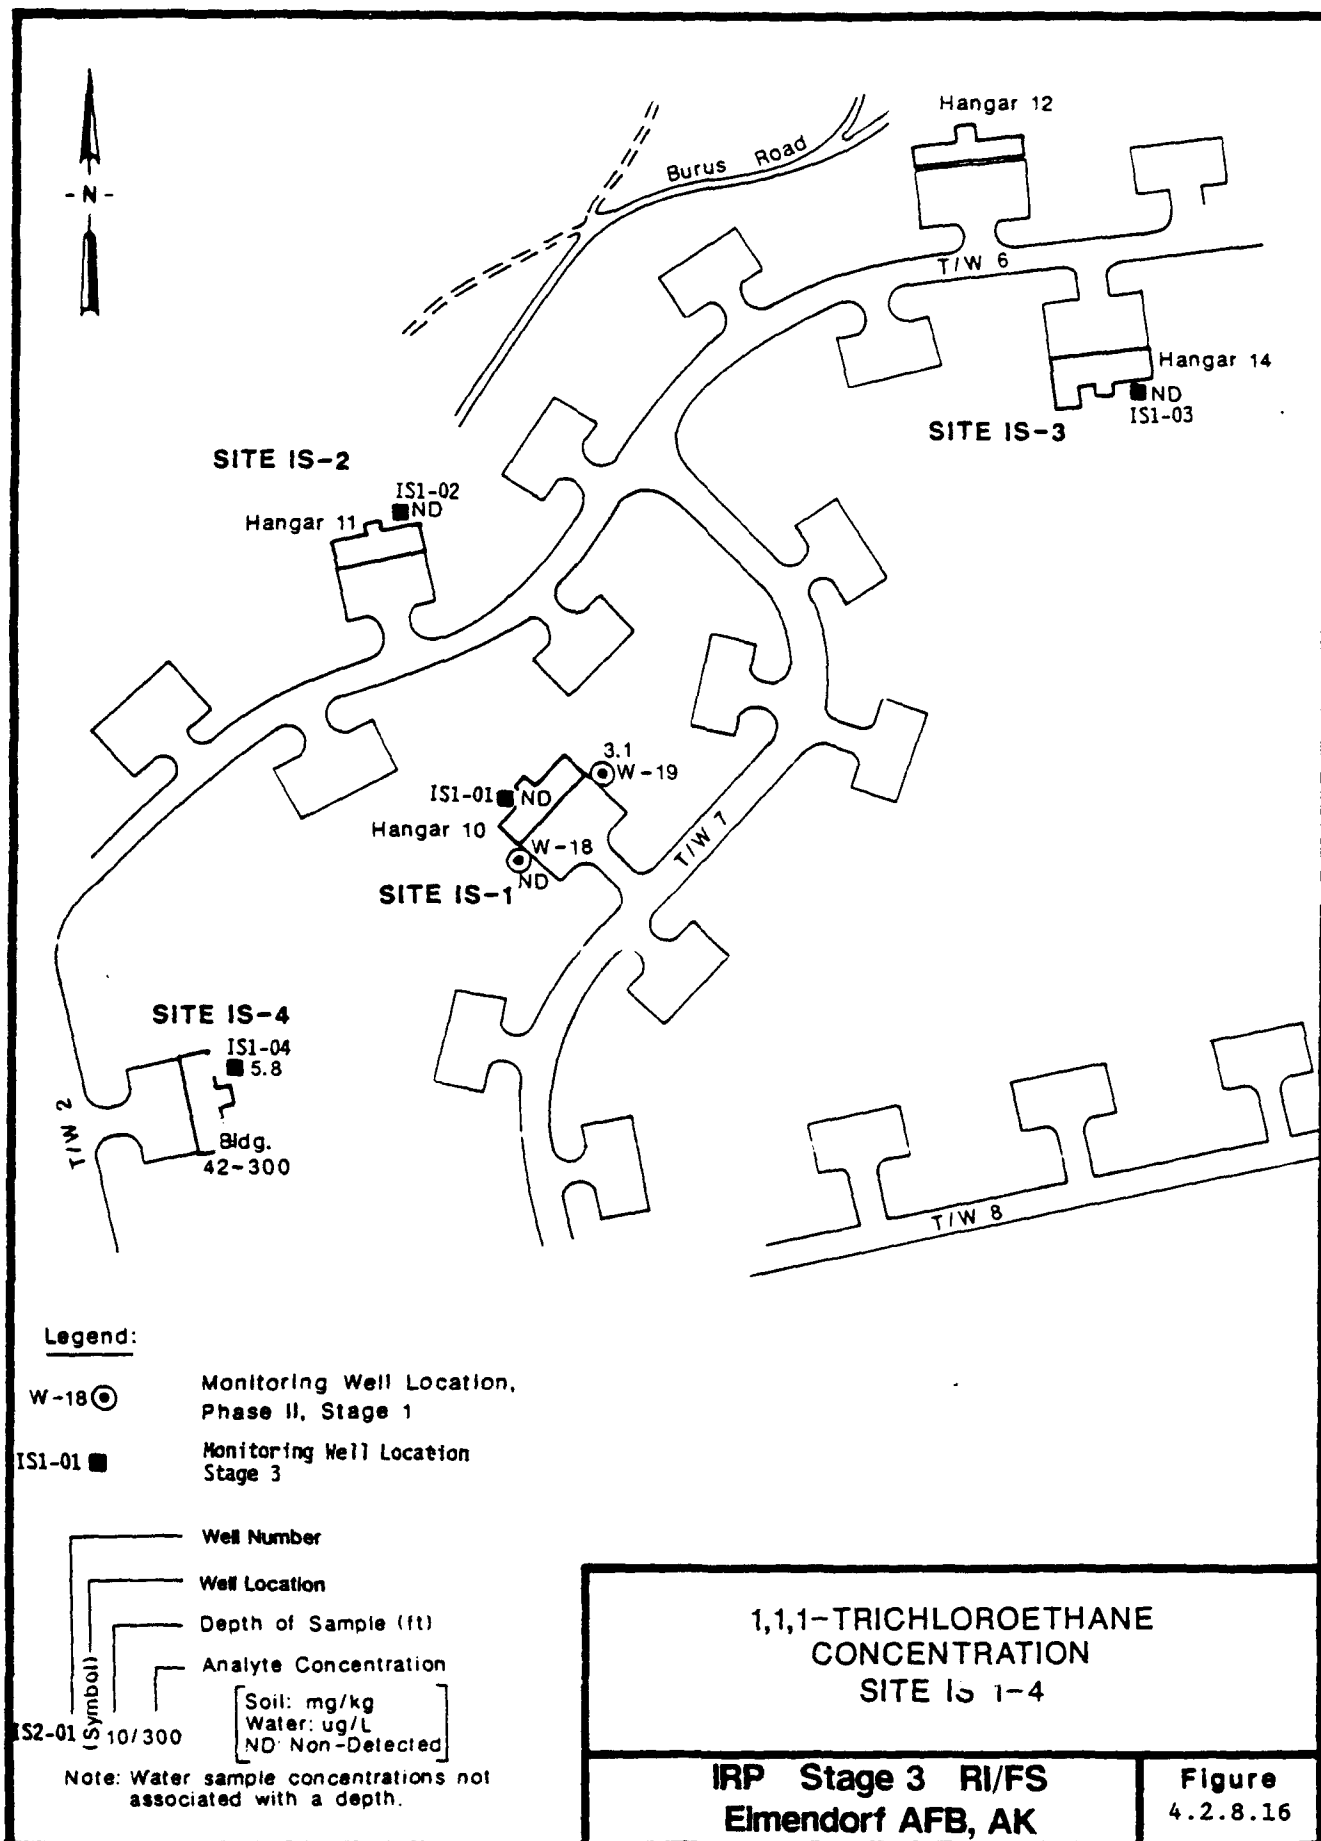 Hangar 12
- N -
Burus Road
T/W 6
Hangar 14
ND
IS1-03
SITE IS-3
SITE IS-2
IS1-02
ND
Hangar 11
3.1
W-19
IS1-01 ND
Hangar 10
W-18
ND
SITE IS-1
T/W 7
SITE IS-4
IS1-04
5.8
T/W 2
Bldg.
42-300
T/W 8
Legend:
W-18
Monitoring Well Location,
Phase II, Stage 1
IS1-01
Monitoring Well Location
Stage 3
Well Number
Well Location
Depth of Sample (ft)
Analyte Concentration
Soil: mg/kg
Water: ug/L
ND: Non-Detected
IS2-01 (Symbol) 10/300
Note: Water sample concentrations not
associated with a depth.
1,1,1-TRICHLOROETHANE
CONCENTRATION
SITE IS 1-4
IRP Stage 3 RI/FS
Elmendorf AFB, AK
Figure
4.2.8.16